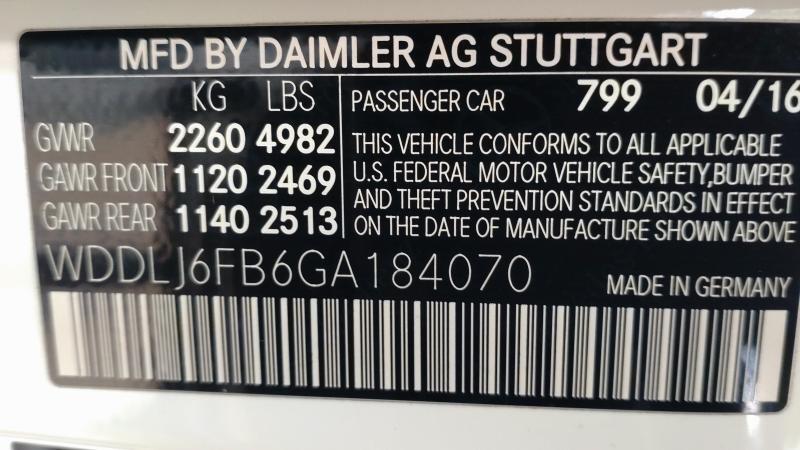 MFD BY DAIMLER AG STUTTGART
KG LBS
GVWR 2260 4982
GAWR FRONT 1120 2469
GAWR REAR 1140 2513
PASSENGER CAR 799 04/16
THIS VEHICLE CONFORMS TO ALL APPLICABLE
U.S. FEDERAL MOTOR VEHICLE SAFETY,BUMPER
AND THEFT PREVENTION STANDARDS IN EFFECT
ON THE DATE OF MANUFACTURE SHOWN ABOVE
WDDLJ6FB6GA184070
MADE IN GERMANY